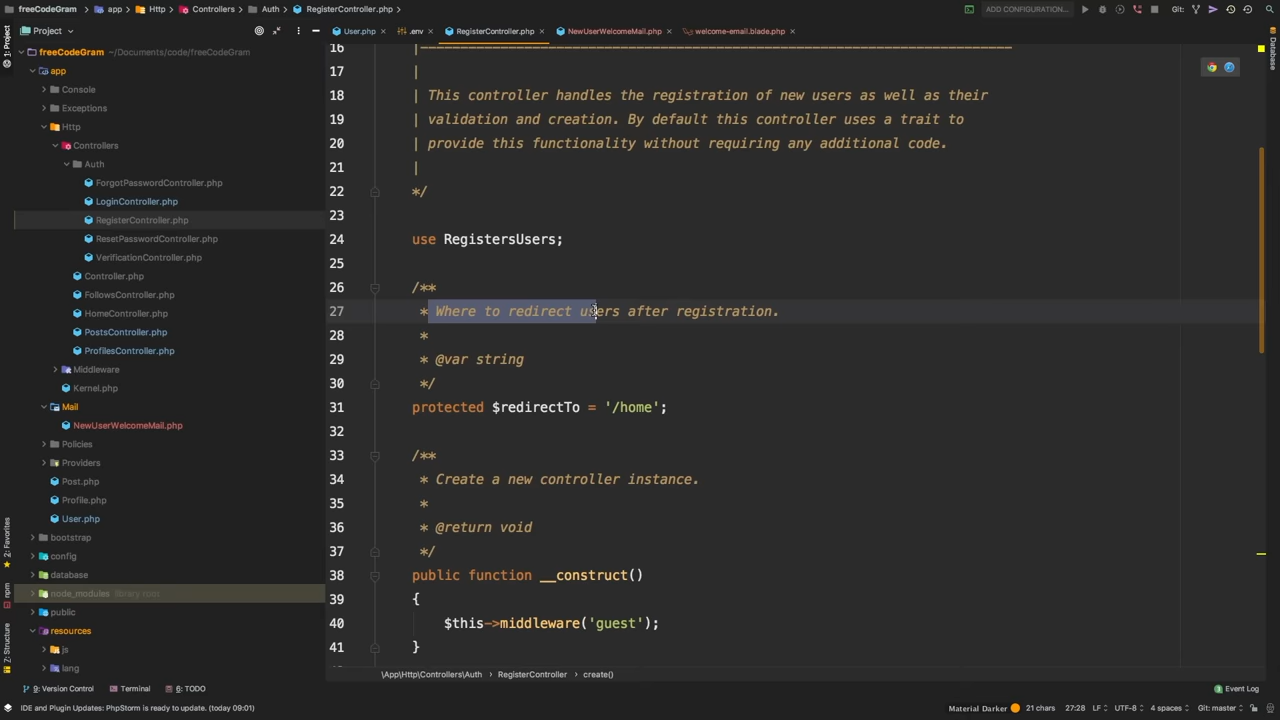 freeCodeGram > app > Http > Controllers > Auth > RegisterController.php >
ADD CONFIGURATION...
Git:
Project
User.php
.env
RegisterController.php
NewUserWelcomeMail.php
welcome-email.blade.php
1: Project
Database
freeCodeGram ~/Documents/code/freeCodeGram
app
Console
Exceptions
Http
Controllers
Auth
ForgotPasswordController.php
LoginController.php
RegisterController.php
ResetPasswordController.php
VerificationController.php
Controller.php
FollowsController.php
HomeController.php
PostsController.php
ProfilesController.php
Middleware
Kernel.php
Mail
NewUserWelcomeMail.php
Policies
Providers
Post.php
Profile.php
User.php
bootstrap
config
database
node_modules library root
public
resources
js
lang
2: Favorites
npm
7: Structure
16 |--------------------------------------------------------------------------
17 |
18 | This controller handles the registration of new users as well as their
19 | validation and creation. By default this controller uses a trait to
20 | provide this functionality without requiring any additional code.
21 |
22 */
23
24 use RegistersUsers;
25
26 /**
27 * Where to redirect users after registration.
28 *
29 * @var string
30 */
31 protected $redirectTo = '/home';
32
33 /**
34 * Create a new controller instance.
35 *
36 * @return void
37 */
38 public function __construct()
39 {
40 $this->middleware('guest');
41 }
\App\Http\Controllers\Auth > RegisterController > create()
9: Version Control
Terminal
6: TODO
Event Log
IDE and Plugin Updates: PhpStorm is ready to update. (today 09:01)
Material Darker
21 chars
27:28
LF
UTF-8
4 spaces
Git: master